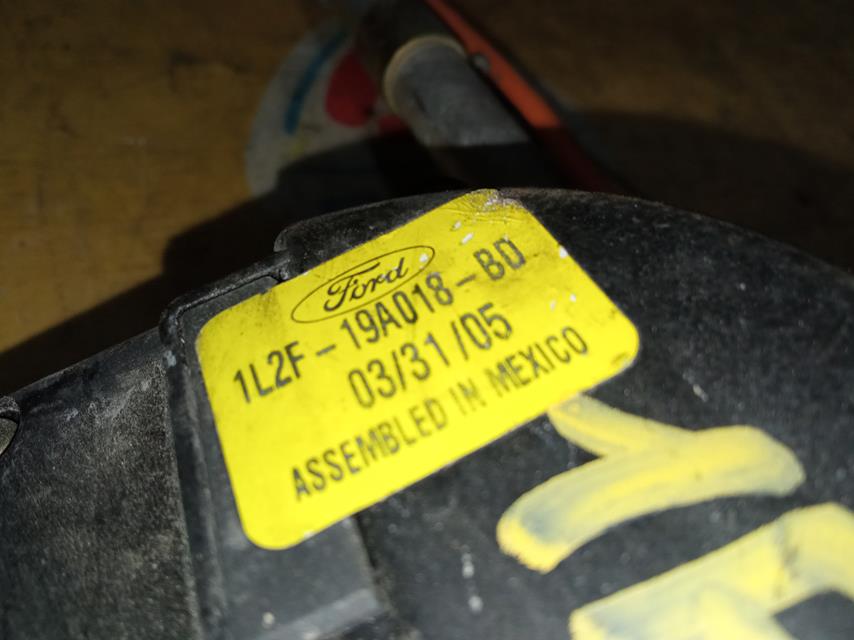 Ford
1L2F-19A018-BD
03/31/05
ASSEMBLED IN MEXICO